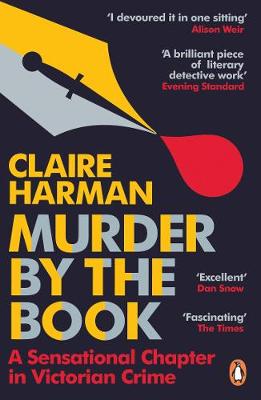 'I devoured it in one sitting'
Alison Weir
'A brilliant piece
of literary
detective work'
Evening Standard
CLAIRE
HARMAN
MURDER
BY THE
BOOK
'Excellent'
Dan Snow
'Fascinating'
The Times
A Sensational Chapter
in Victorian Crime